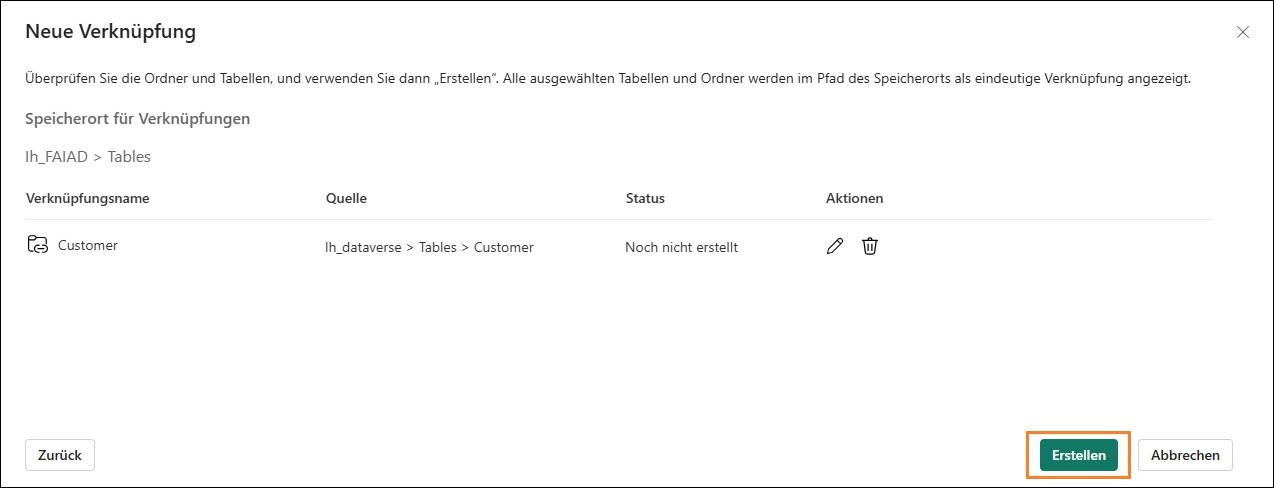 Neue Verknüpfung
Überprüfen Sie die Ordner und Tabellen, und verwenden Sie dann „Erstellen“. Alle ausgewählten Tabellen und Ordner werden im Pfad des Speicherorts als eindeutige Verknüpfung angezeigt.
Speicherort für Verknüpfungen
lh_FAIAD > Tables
Verknüpfungsname Quelle Status Aktionen
Customer lh_dataverse > Tables > Customer Noch nicht erstellt
Zurück Erstellen Abbrechen